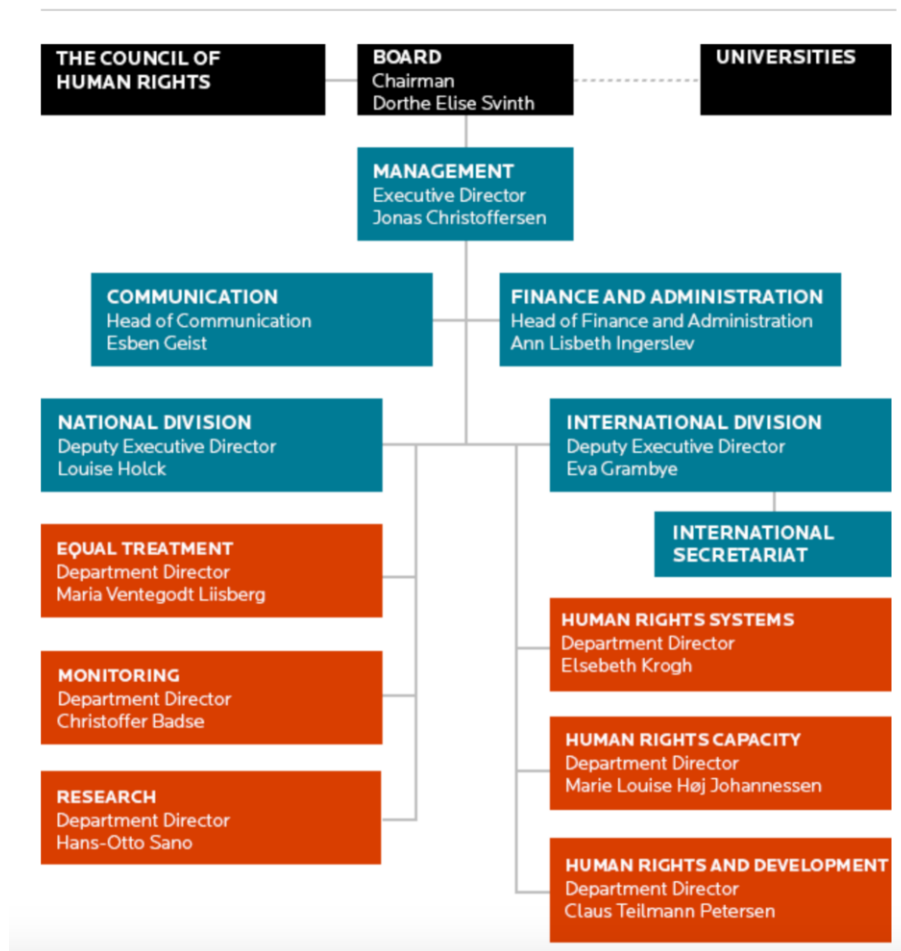 THE COUNCIL OF
HUMAN RIGHTS
BOARD
Chairman
Dorthe Elise Svinth
UNIVERSITIES
MANAGEMENT
Executive Director
Jonas Christoffersen
COMMUNICATION
Head of Communication
Esben Geist
FINANCE AND ADMINISTRATION
Head of Finance and Administration
Ann Lisbeth Ingerslev
NATIONAL DIVISION
Deputy Executive Director
Louise Holck
INTERNATIONAL DIVISION
Deputy Executive Director
Eva Grambye
INTERNATIONAL
SECRETARIAT
EQUAL TREATMENT
Department Director
Maria Ventegodt Liisberg
MONITORING
Department Director
Christoffer Badse
RESEARCH
Department Director
Hans-Otto Sano
HUMAN RIGHTS SYSTEMS
Department Director
Elsebeth Krogh
HUMAN RIGHTS CAPACITY
Department Director
Marie Louise Høj Johannessen
HUMAN RIGHTS AND DEVELOPMENT
Department Director
Claus Teilmann Petersen